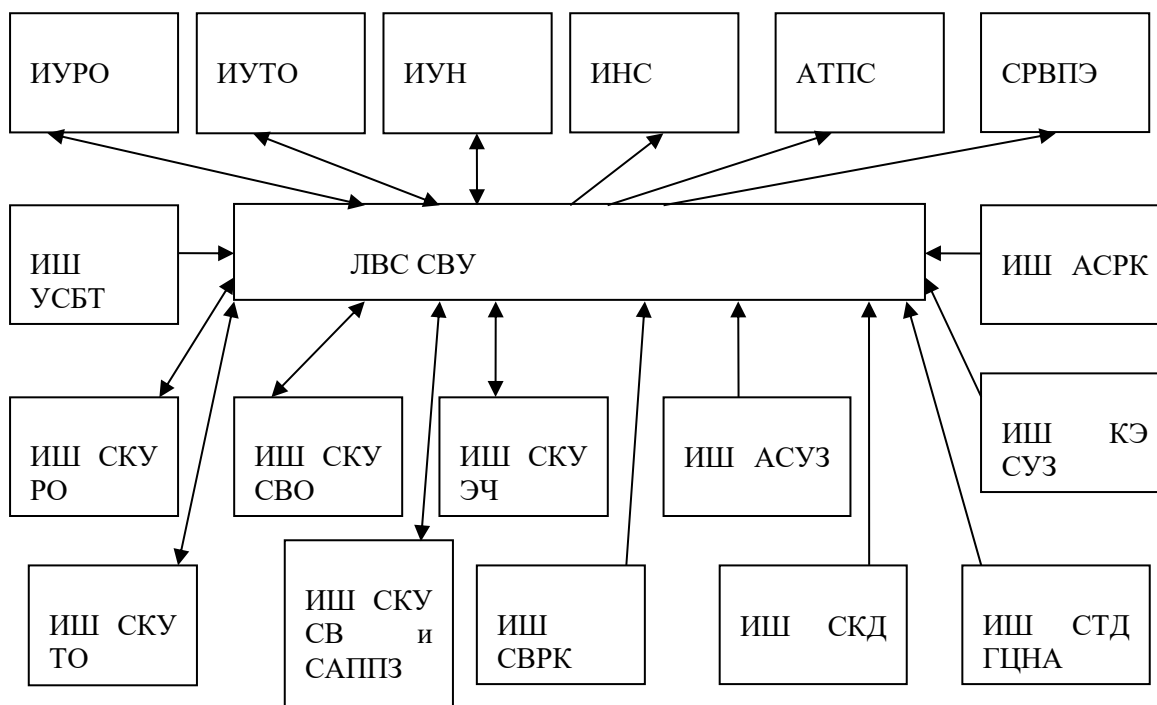 ИУРО
ИУТО
ИУН
ИНС
АТПС
СРВПЭ
ИШ
УСБТ
ЛВС СВУ
ИШ АСРК
ИШ СКУ
РО
ИШ СКУ
СВО
ИШ СКУ
ЭЧ
ИШ АСУЗ
ИШ КЭ
СУЗ
ИШ СКУ
ТО
ИШ СКУ
СВ и
САППЗ
ИШ
СВРК
ИШ СКД
ИШ СТД
ГЦНА